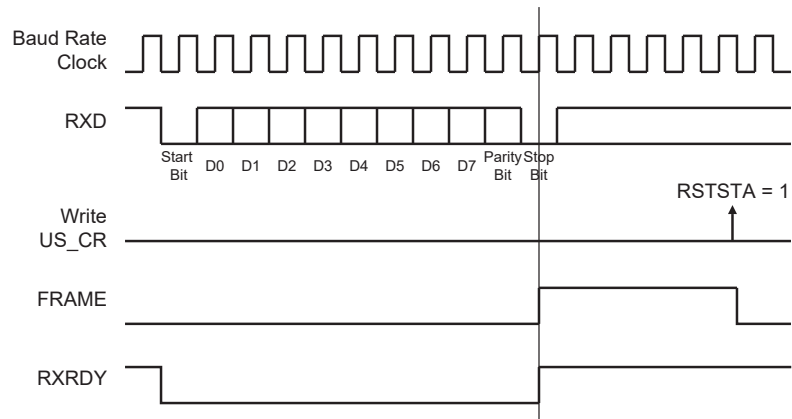 Baud Rate
Clock
RXD
Start
Bit
D0
D1
D2
D3
D4
D5
D6
D7
Parity
Bit
Stop
Bit
RSTSTA = 1
Write
US_CR
FRAME
RXRDY